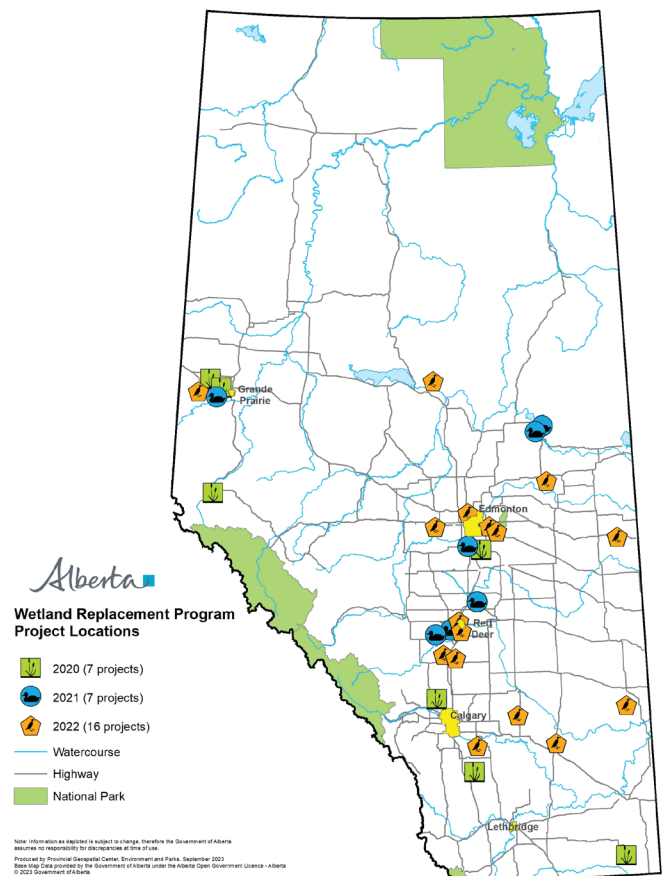 Grande
Prairie
Edmonton
Red
Deer
Calgary
Lethbridge
Alberta
Wetland Replacement Program
Project Locations
2020 (7 projects)
2021 (7 projects)
2022 (16 projects)
Watercourse
Highway
National Park
Note: Information as depicted is subject to change, therefore the Government of Alberta
assumes no responsibility for discrepancies at time of use.
Produced by Provincial Geospatial Center, Environment and Parks. September 2023
Base Map Data provided by the Government of Alberta under the Alberta Open Government Licence - Alberta
© 2023 Government of Alberta